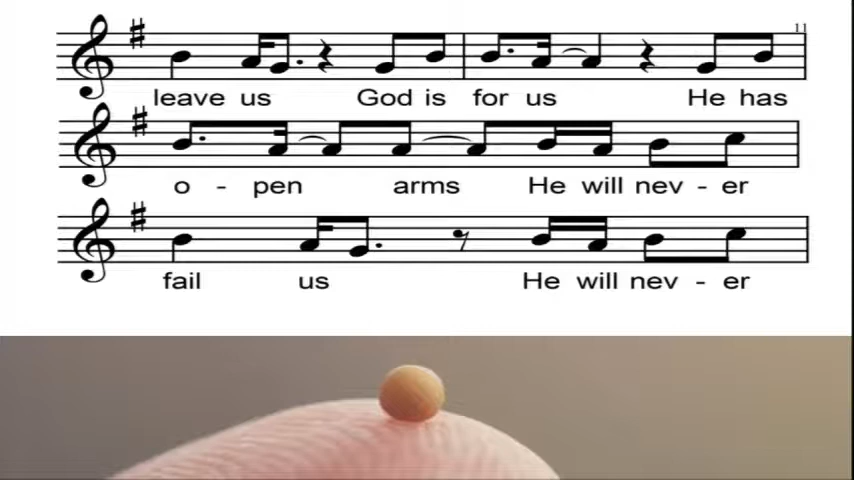 11
leave us God is for us He has
o - pen arms He will nev - er
fail us He will nev - er